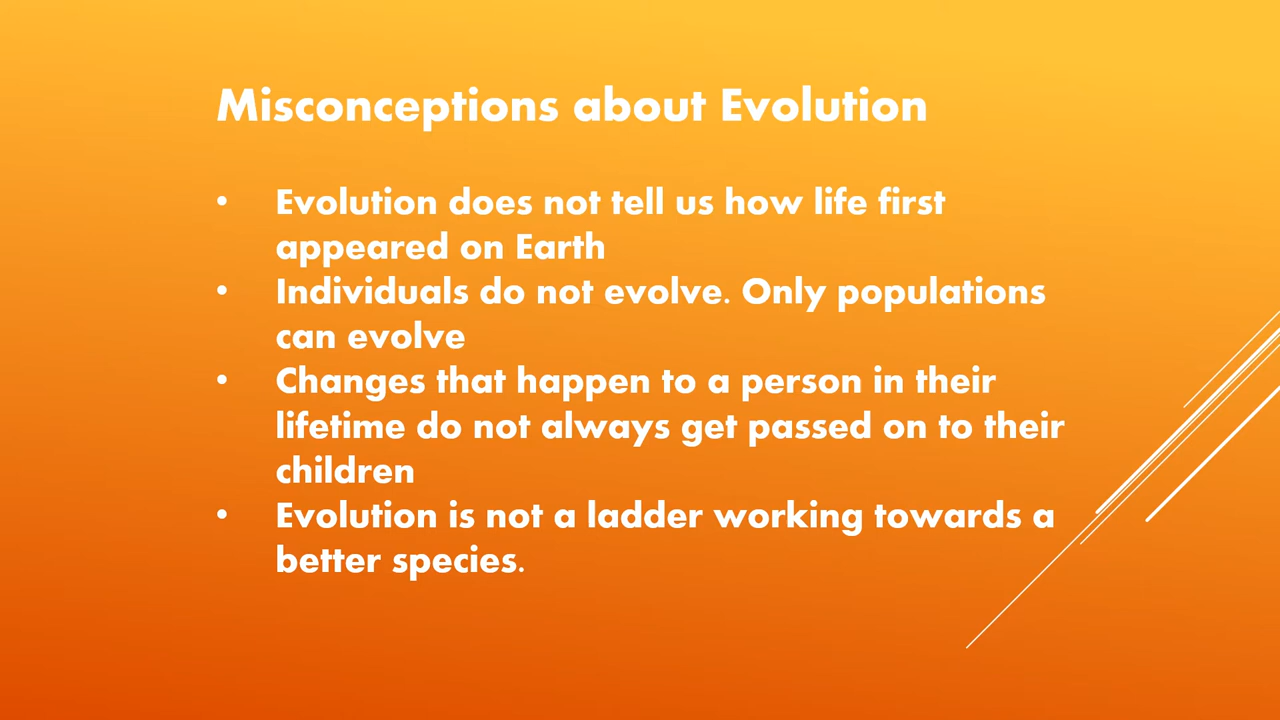 Misconceptions about Evolution
• Evolution does not tell us how life first
appeared on Earth
• Individuals do not evolve. Only populations
can evolve
• Changes that happen to a person in their
lifetime do not always get passed on to their
children
• Evolution is not a ladder working towards a
better species.